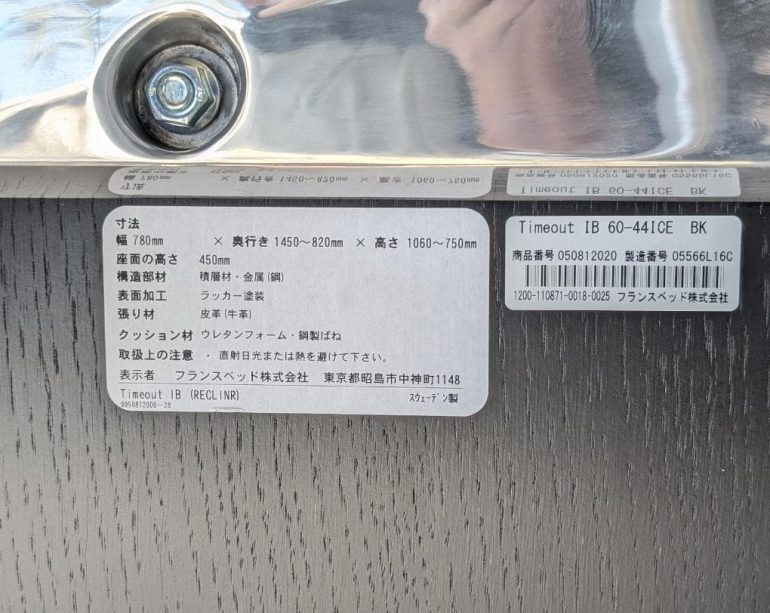 寸法
幅 780mm × 奥行き 1450～820mm × 高さ 1060～750mm
座面の高さ 450mm
構造部材 積層材・金属(鋼)
表面加工 ラッカー塗装
張り材 皮革(牛革)
クッション材 ウレタンフォーム・鋼製ばね
取扱上の注意 ・直射日光または熱を避けて下さい。
表示者 フランスベッド株式会社 東京都昭島市中神町1148
Timeout IB (RECLINR) スウェーデン製
9950812000-28
Timeout IB 60-44ICE BK
商品番号 050812020 製造番号 05566L16C
1200-110871-0018-0025 フランスベッド株式会社